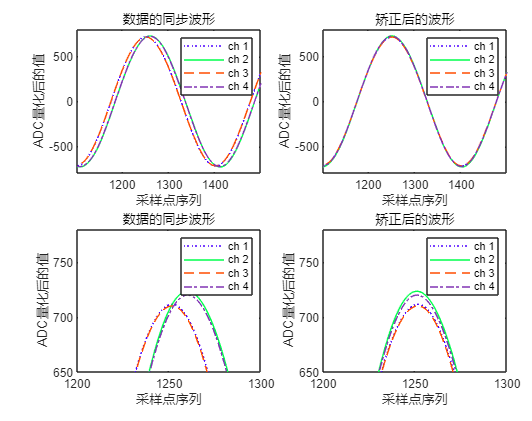 数据的同步波形
ADC量化后的值
500
0
-500
ch 1
ch 2
ch 3
ch 4
1200 1300 1400
采样点序列
矫正后的波形
ADC量化后的值
500
0
-500
ch 1
ch 2
ch 3
ch 4
1200 1300 1400
采样点序列
数据的同步波形
ADC量化后的值
750
700
650
ch 1
ch 2
ch 3
ch 4
1200 1250 1300
采样点序列
矫正后的波形
ADC量化后的值
750
700
650
ch 1
ch 2
ch 3
ch 4
1200 1250 1300
采样点序列